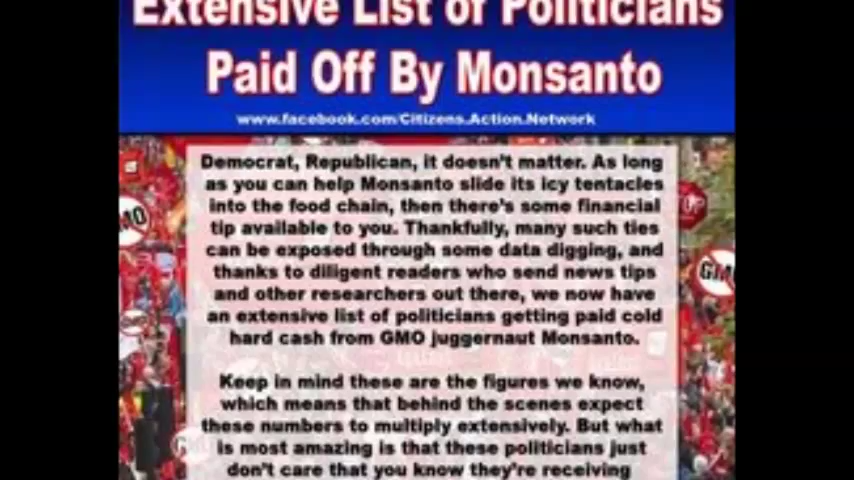 Extensive List of Politicians
Paid Off By Monsanto
www.facebook.com/Citizens.Action.Network
Democrat, Republican, it doesn't matter. As long
as you can help Monsanto slide its icy tentacles
into the food chain, then there's some financial
tip available to you. Thankfully, many such ties
can be exposed through some data digging, and
thanks to diligent readers who send news tips
and other researchers out there, we now have
an extensive list of politicians getting paid cold
hard cash from GMO juggernaut Monsanto.
Keep in mind these are the figures we know,
which means that behind the scenes expect
these numbers to multiply extensively. But what
is most amazing is that these politicians just
don't care that you know they're receiving